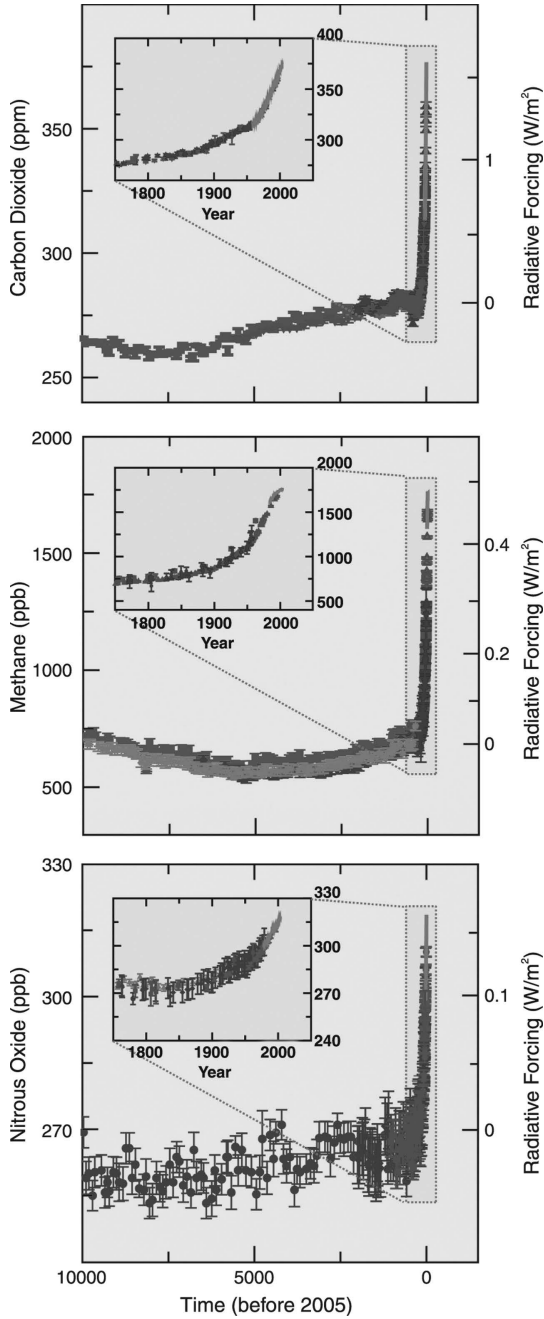 400
350
300
1800 1900 2000
Year
350
300
250
Carbon Dioxide (ppm)
1
0
Radiative Forcing (W/m²)
2000
1500
1000
500
1800 1900 2000
Year
2000
1500
1000
500
Methane (ppb)
0.4
0.2
0
Radiative Forcing (W/m²)
330
300
270
240
1800 1900 2000
Year
330
300
270
Nitrous Oxide (ppb)
0.1
0
Radiative Forcing (W/m²)
10000 5000 0
Time (before 2005)